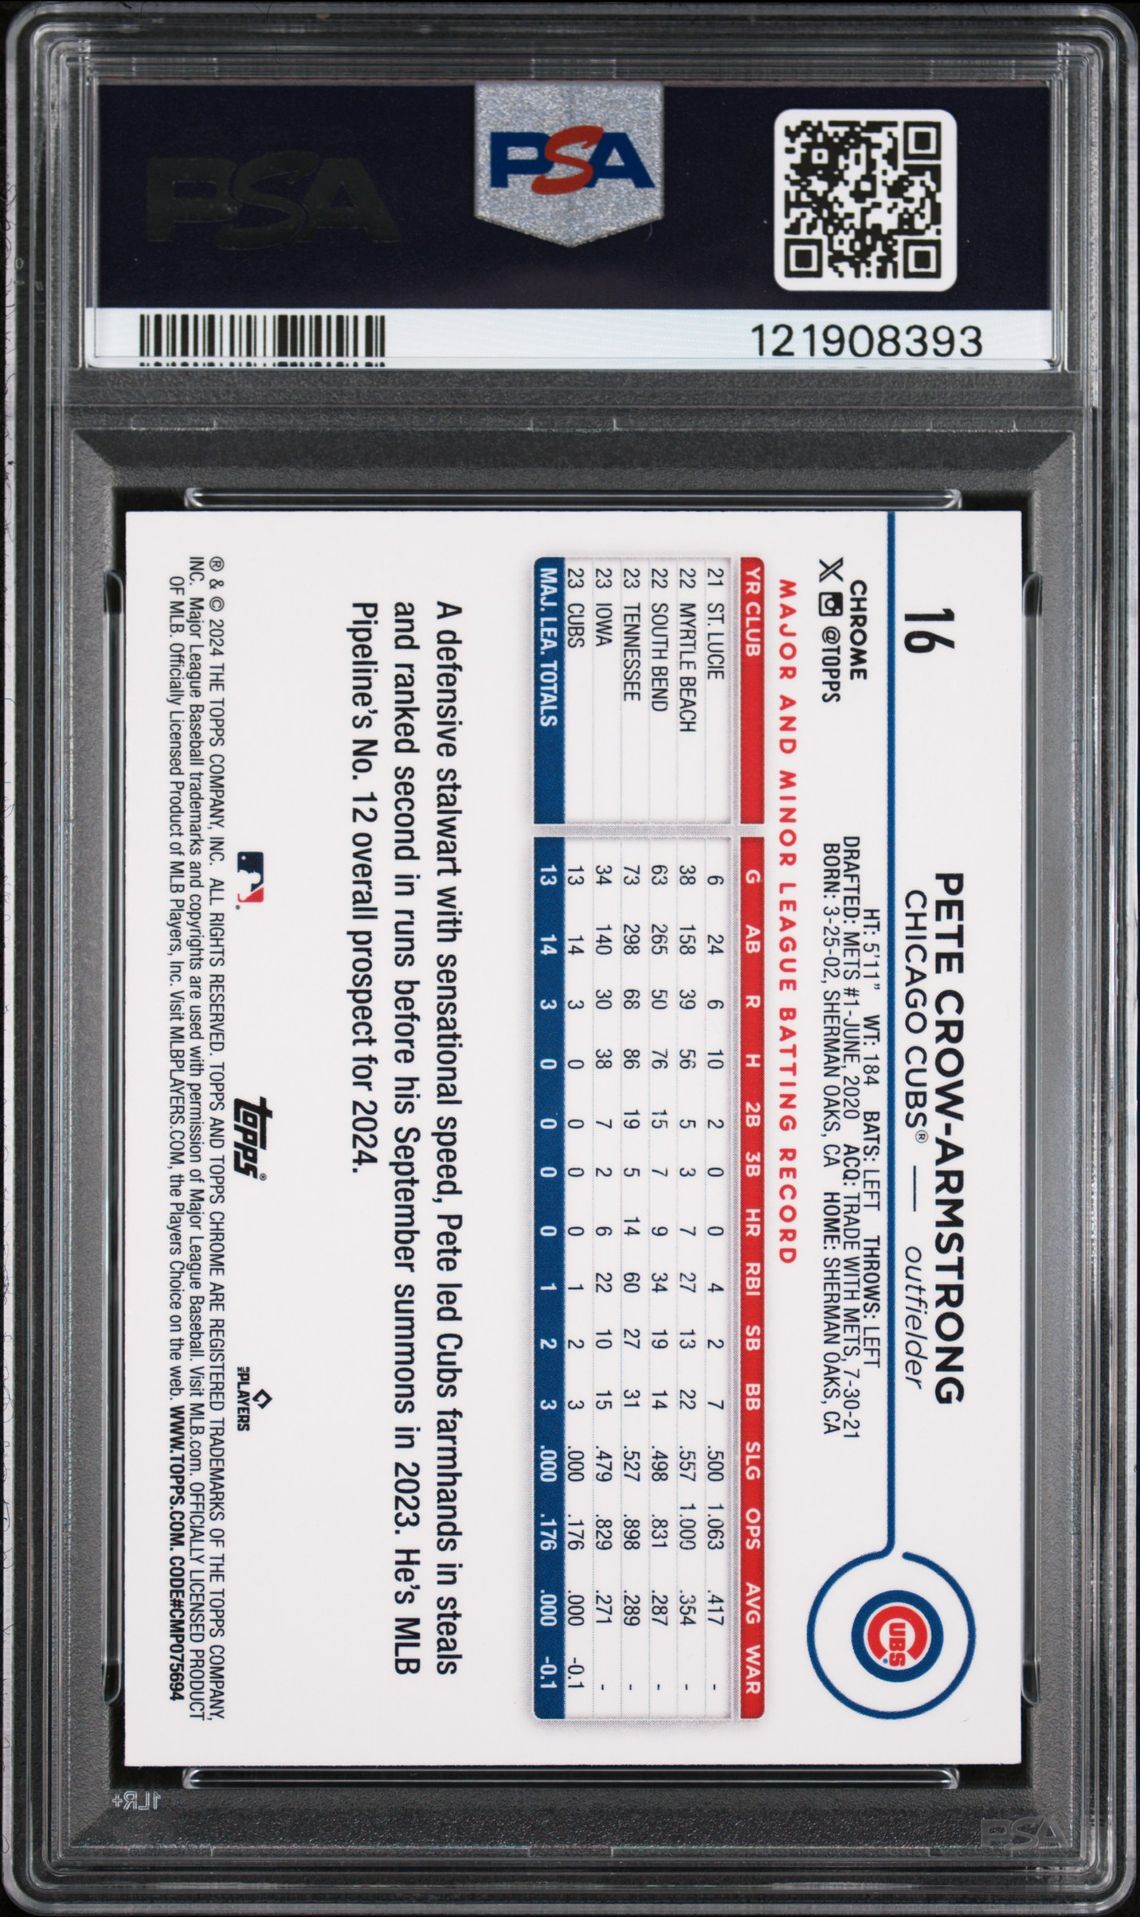 PSA
PSA
121908393
16
PETE CROW-ARMSTRONG
CHICAGO CUBS® — outfielder
CHROME
@TOPPS
HT: 5'11" WT: 184 BATS: LEFT THROWS: LEFT
DRAFTED: METS #1-JUNE, 2020 ACQ: TRADE WITH METS, 7-30-21
BORN: 3-25-02, SHERMAN OAKS, CA HOME: SHERMAN OAKS, CA
CUBS
MAJOR AND MINOR LEAGUE BATTING RECORD
YR CLUB G AB R H 2B 3B HR RBI SB BB SLG OPS AVG WAR
21 ST. LUCIE 6 24 6 10 2 0 0 4 2 7 .500 1.063 .417 -
22 MYRTLE BEACH 38 158 39 56 5 3 7 27 13 22 .557 1.000 .354 -
22 SOUTH BEND 63 265 50 76 15 7 9 34 19 14 .498 .831 .287 -
23 TENNESSEE 73 298 68 86 19 5 14 60 27 31 .527 .898 .289 -
23 IOWA 34 140 30 38 7 2 6 22 10 15 .479 .829 .271 -
23 CUBS 13 14 3 0 0 0 0 1 2 3 .000 .176 .000 -0.1
MAJ. LEA. TOTALS 13 14 3 0 0 0 0 1 2 3 .000 .176 .000 -0.1
A defensive stalwart with sensational speed, Pete led Cubs farmhands in steals
and ranked second in runs before his September summons in 2023. He's MLB
Pipeline's No. 12 overall prospect for 2024.
topps®
MLB PLAYERS
® & © 2024 THE TOPPS COMPANY, INC. ALL RIGHTS RESERVED. TOPPS AND TOPPS CHROME ARE REGISTERED TRADEMARKS OF THE TOPPS COMPANY,
INC. Major League Baseball trademarks and copyrights are used with permission of Major League Baseball. Visit MLB.com. OFFICIALLY LICENSED PRODUCT
OF MLB. Officially Licensed Product of MLB Players, Inc. Visit MLBPLAYERS.COM, the Players Choice on the web. WWW.TOPPS.COM. CODE#CMP075694
1LR+
PSA